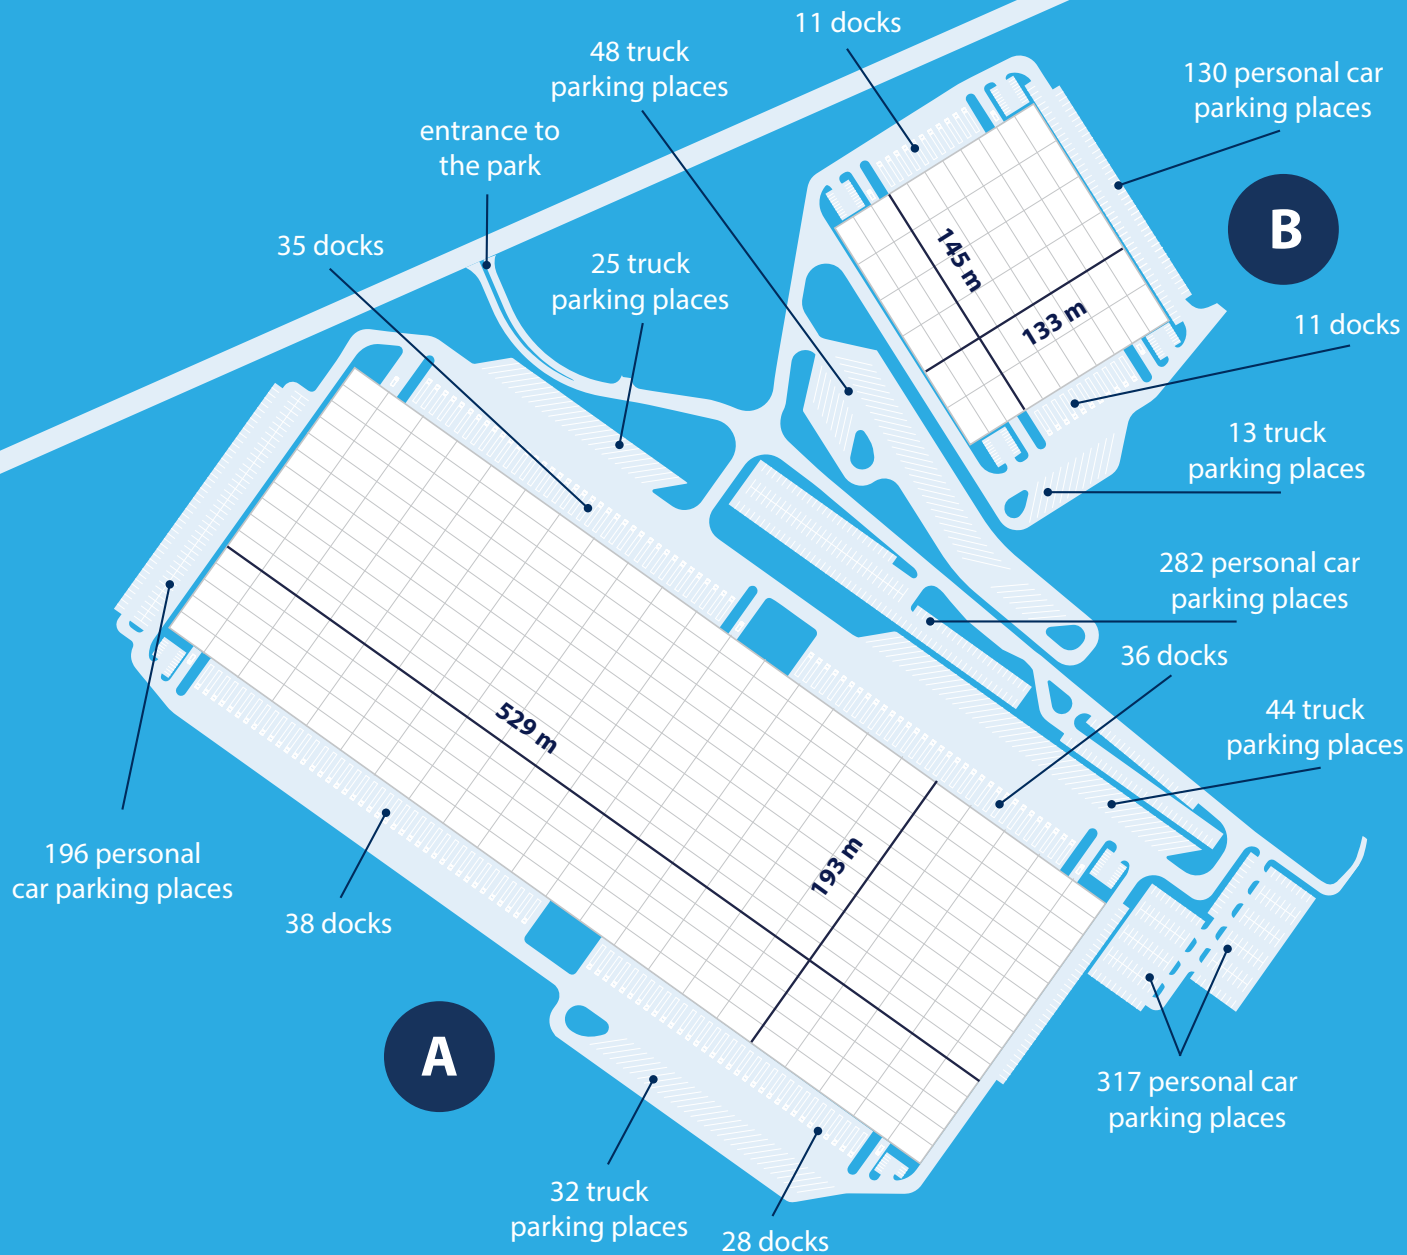 11 docks
48 truck
parking places
130 personal car
parking places
entrance to
the park
B
35 docks
25 truck
parking places
145 m
133 m
11 docks
13 truck
parking places
282 personal car
parking places
36 docks
44 truck
parking places
529 m
193 m
196 personal
car parking places
38 docks
A
317 personal car
parking places
32 truck
parking places
28 docks